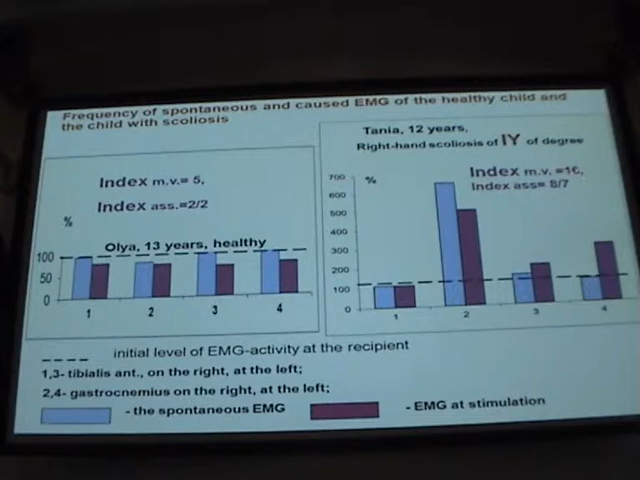 Frequency of spontaneous and caused EMG of the healthy child and
the child with scoliosis
Index m.v.= 5,
Index ass.=2/2
%
Olya, 13 years, healthy
100
50
0
1 2 3 4
Tania, 12 years,
Right-hand scoliosis of IY of degree
Index m.v. =16,
Index ass= 8/7
%
700
600
500
400
300
200
100
0
1 2 3 4
initial level of EMG-activity at the recipient
1,3- tibialis ant., on the right, at the left;
2,4- gastrocnemius on the right, at the left;
- the spontaneous EMG
- EMG at stimulation